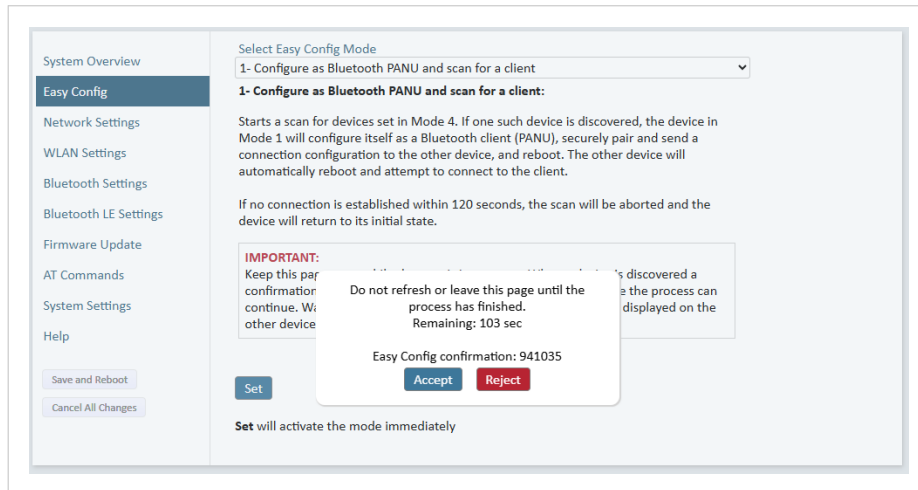 System Overview
Easy Config
Network Settings
WLAN Settings
Bluetooth Settings
Bluetooth LE Settings
Firmware Update
AT Commands
System Settings
Help
Save and Reboot
Cancel All Changes
Select Easy Config Mode
1- Configure as Bluetooth PANU and scan for a client
1- Configure as Bluetooth PANU and scan for a client:
Starts a scan for devices set in Mode 4. If one such device is discovered, the device in
Mode 1 will configure itself as a Bluetooth client (PANU), securely pair and send a
connection configuration to the other device, and reboot. The other device will
automatically reboot and attempt to connect to the client.
If no connection is established within 120 seconds, the scan will be aborted and the
device will return to its initial state.
IMPORTANT:
Keep this discovered a
confirmation the process can
continue. displayed on the
other device
Do not refresh or leave this page until the
process has finished.
Remaining: 103 sec
Easy Config confirmation: 941035
Accept Reject
Set
Set will activate the mode immediately